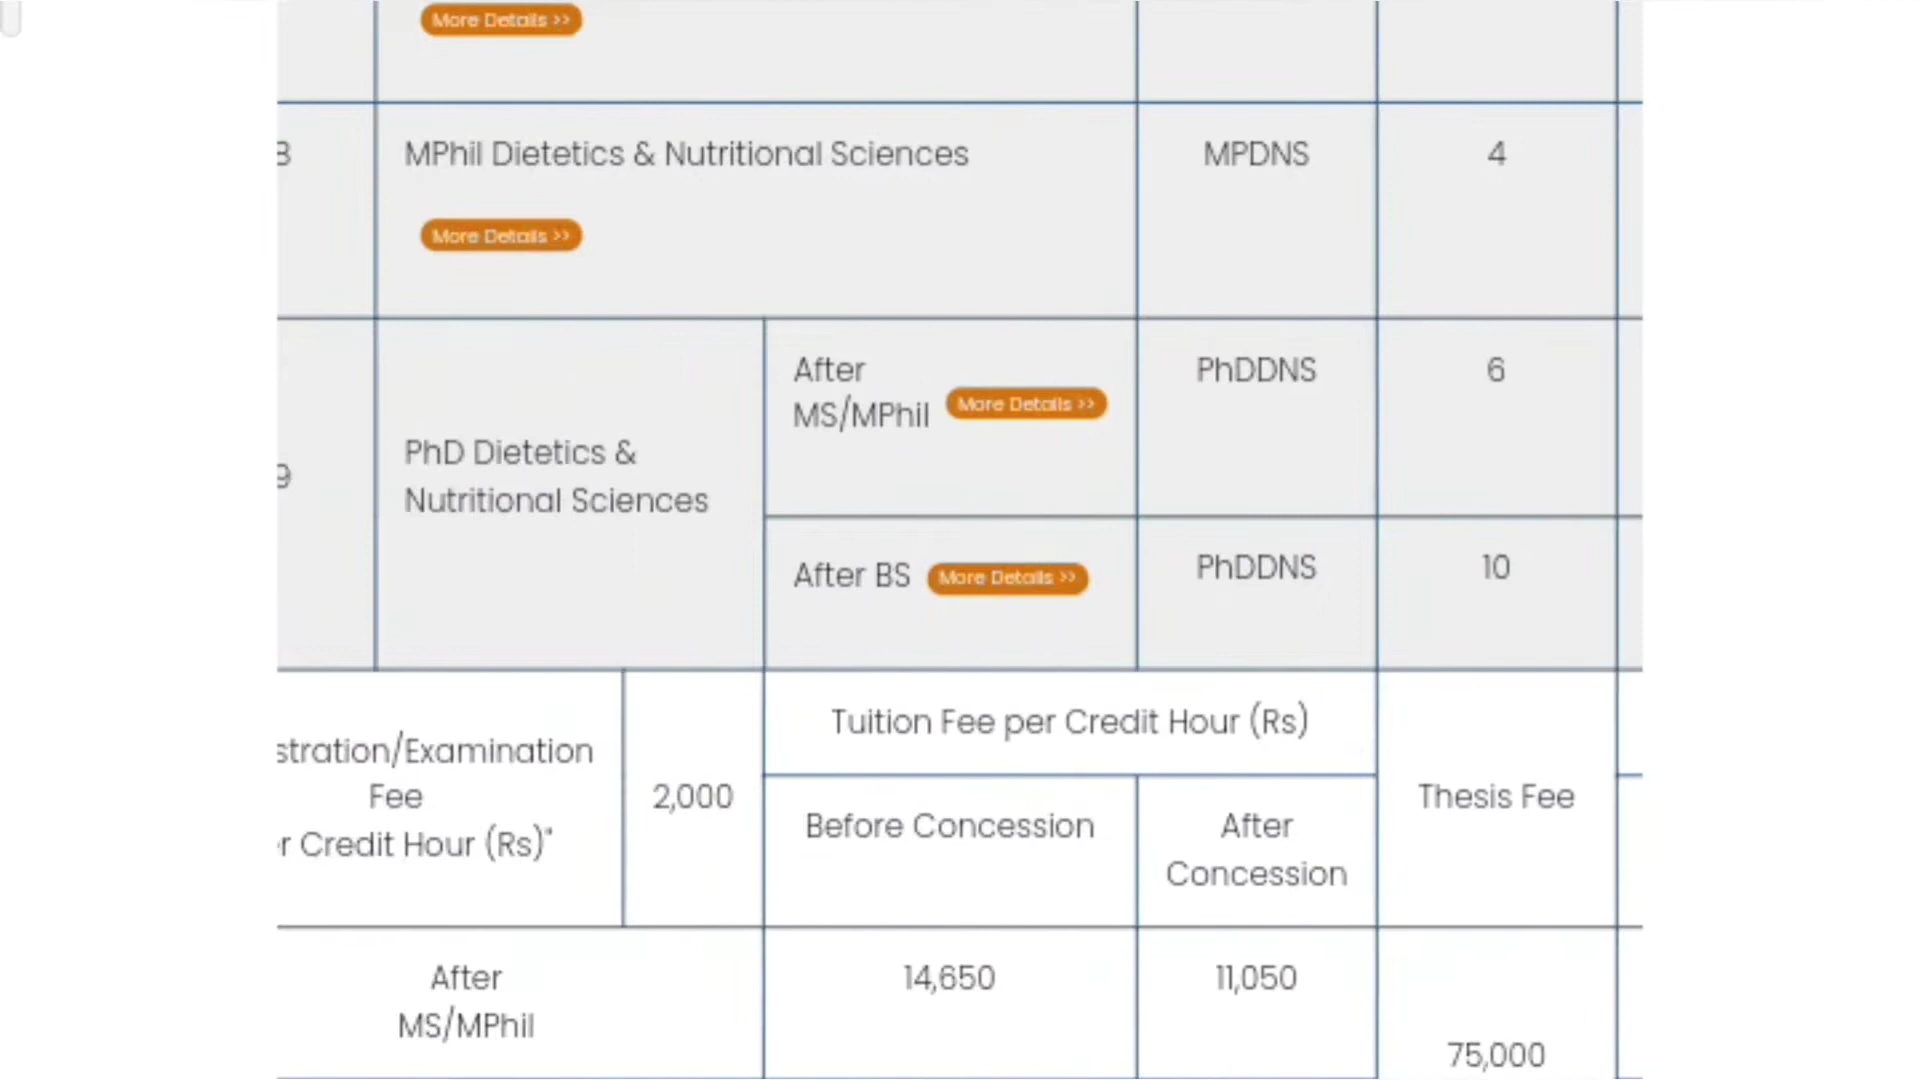 More Details >>
MPhil Dietetics & Nutritional Sciences
MPDNS
4
More Details >>
PhD Dietetics &
Nutritional Sciences
After
MS/MPhil
More Details >>
PhDDNS
6
After BS
More Details >>
PhDDNS
10
stration/Examination
Fee
r Credit Hour (Rs)"
2,000
Tuition Fee per Credit Hour (Rs)
Before Concession
After
Concession
Thesis Fee
After
MS/MPhil
14,650
11,050
75,000